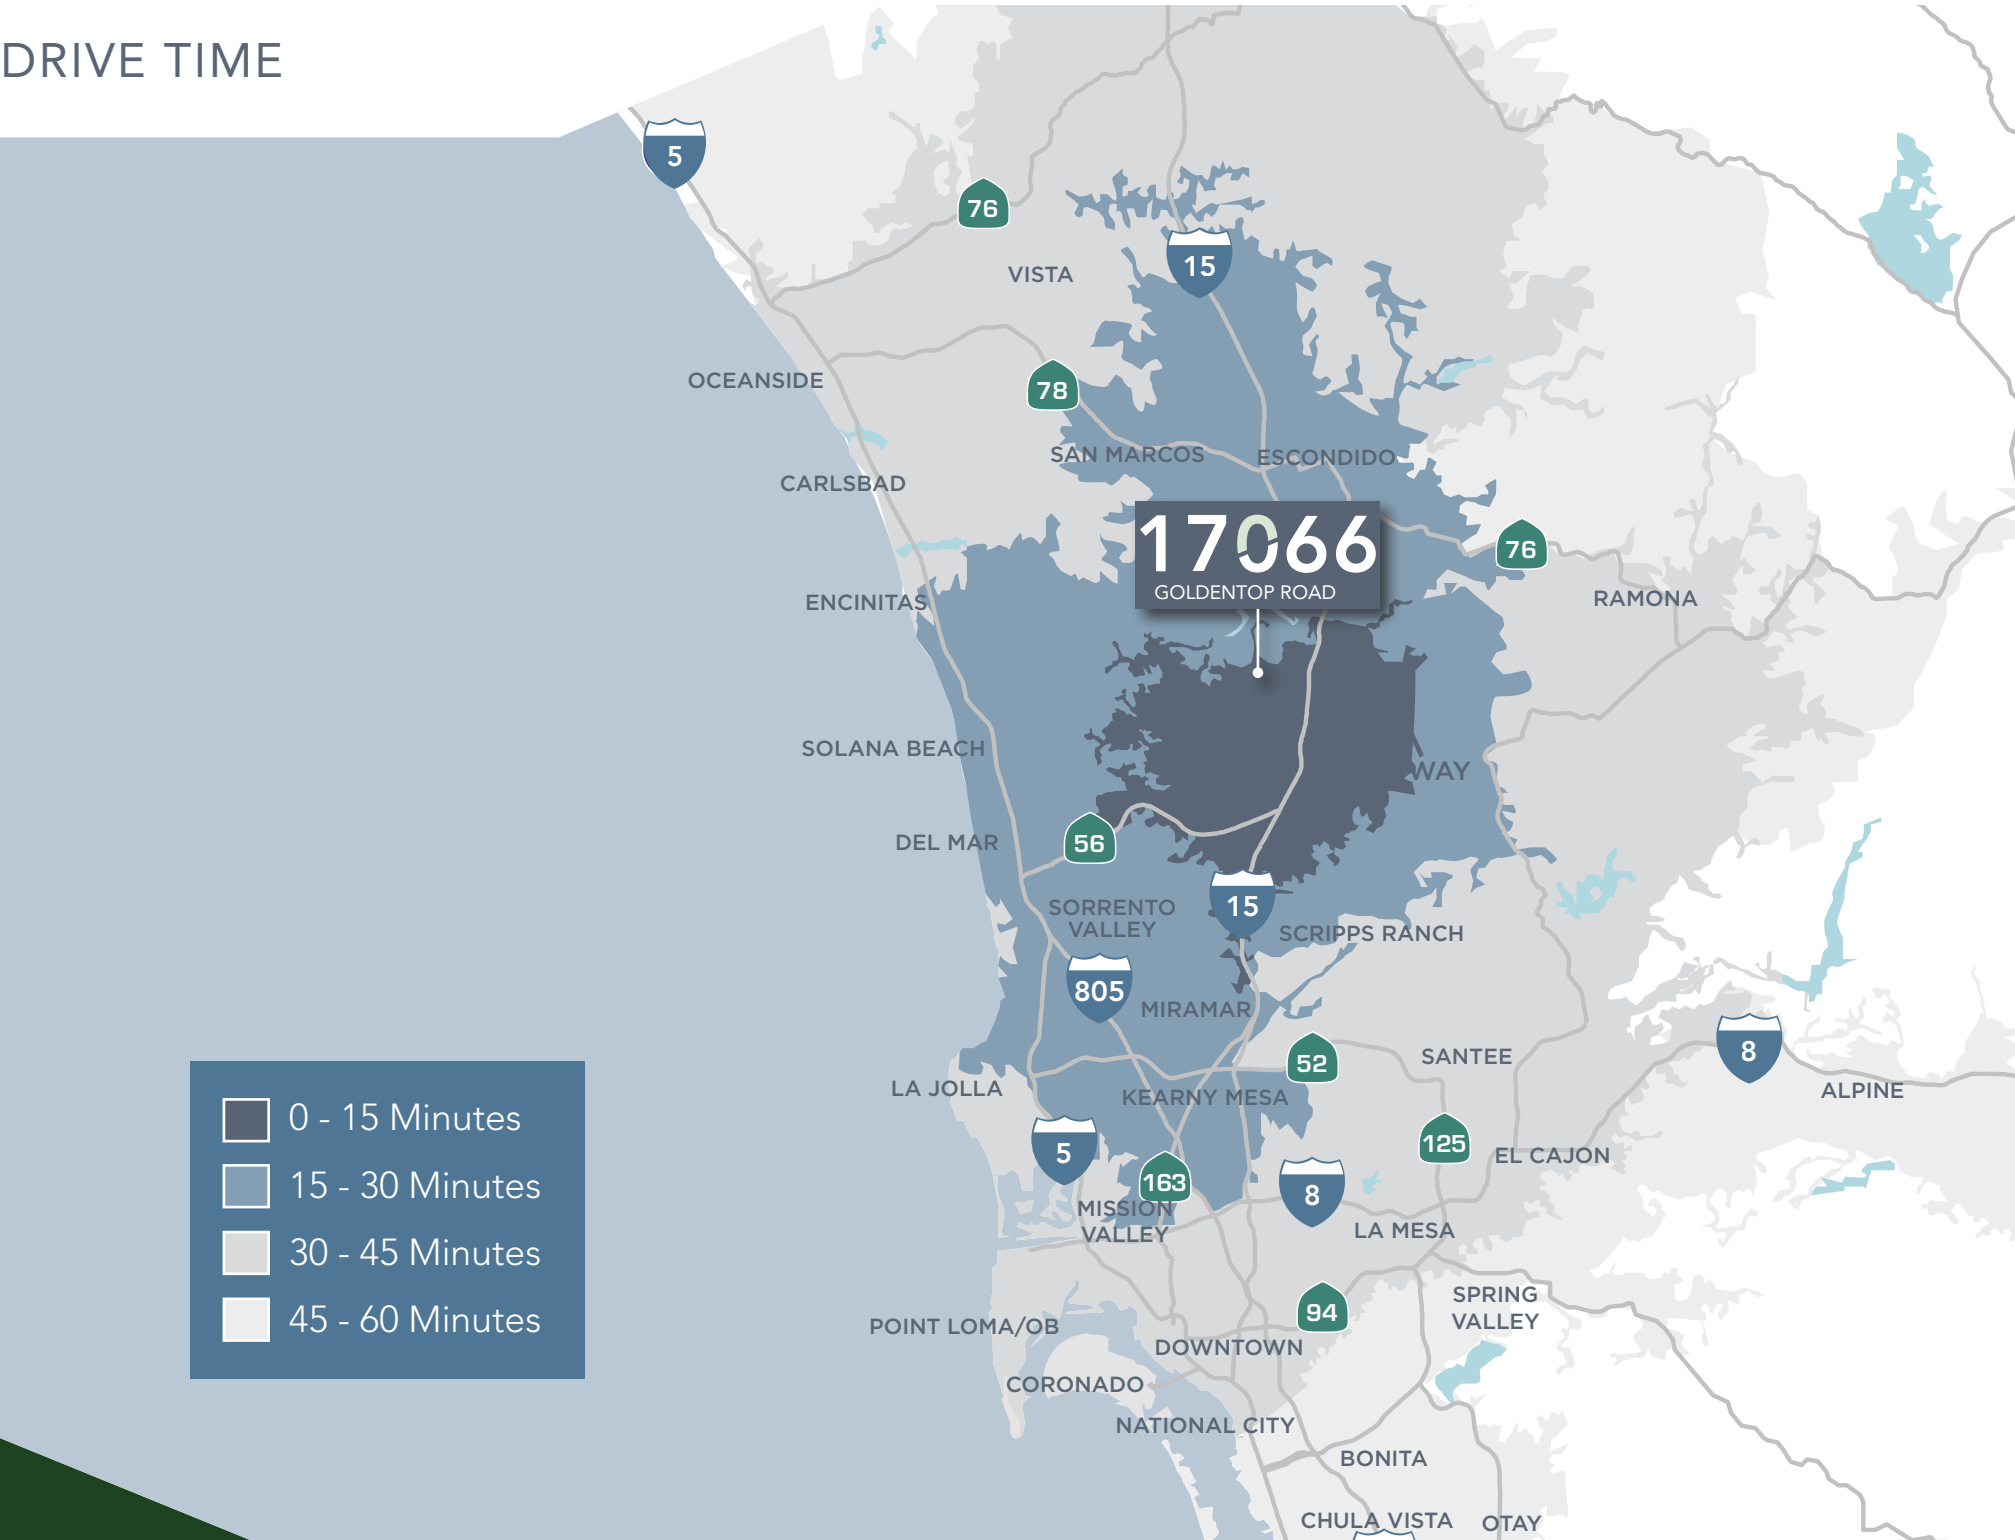 DRIVE TIME
5
76
15
VISTA
OCEANSIDE
78
SAN MARCOS
ESCONDIDO
CARLSBAD
17066
GOLDENTOP ROAD
76
ENCINITAS
RAMONA
SOLANA BEACH
WAY
DEL MAR
56
SORRENTO
VALLEY
15
SCRIPPS RANCH
805
MIRAMAR
52
SANTEE
8
LA JOLLA
KEARNY MESA
ALPINE
5
125
EL CAJON
163
8
MISSION
VALLEY
LA MESA
94
SPRING
VALLEY
POINT LOMA/OB
DOWNTOWN
CORONADO
NATIONAL CITY
BONITA
CHULA VISTA
OTAY
0 - 15 Minutes
15 - 30 Minutes
30 - 45 Minutes
45 - 60 Minutes